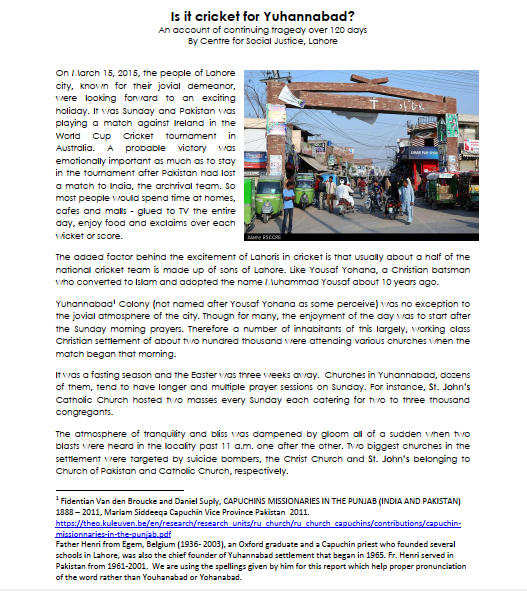 Is it cricket for Yuhannabad?
An account of continuing tragedy over 120 days
By Centre for Social Justice, Lahore
On March 15, 2015, the people of Lahore
city, known for their jovial demeanor,
were looking forward to an exciting
holiday. It was Sunday and Pakistan was
playing a match against Ireland in the
World Cup Cricket tournament in
Australia. A probable victory was
emotionally important as much as to stay
in the tournament after Pakistan had lost
a match to India, the archrival team. So
most people would spend time at homes,
cafes and malls - glued to TV the entire
day, enjoy food and exclaims over each
wicket or score.
Alamy E5CCRE
The added factor behind the excitement of Lahoris in cricket is that usually about a half of the
national cricket team is made up of sons of Lahore. Like Yousaf Yohana, a Christian batsman
who converted to Islam and adopted the name Muhammad Yousaf about 10 years ago.
Yuhannabad¹ Colony (not named after Yousaf Yohana as some perceive) was no exception to
the jovial atmosphere of the city. Though for many, the enjoyment of the day was to start after
the Sunday morning prayers. Therefore a number of inhabitants of this largely, working class
Christian settlement of about two hundred thousand were attending various churches when the
match began that morning.
It was a fasting season and the Easter was three weeks away. Churches in Yuhannabad, dozens
of them, tend to have longer and multiple prayer sessions on Sunday. For instance, St. John's
Catholic Church hosted two masses every Sunday each catering for two to three thousand
congregants.
The atmosphere of tranquility and bliss was dampened by gloom all of a sudden when two
blasts were heard in the locality past 11 a.m. one after the other. Two biggest churches in the
settlement were targeted by suicide bombers, the Christ Church and St. John's belonging to
Church of Pakistan and Catholic Church, respectively.
¹ Fidentian Van den Broucke and Daniel Suply, CAPUCHINS MISSIONARIES IN THE PUNJAB (INDIA AND PAKISTAN)
1888 – 2011, Mariam Siddeeqa Capuchin Vice Province Pakistan 2011.
https://theo.kuleuven.be/en/research/research_units/ru_church/ru_church_capuchins/contributions/capuchin-
missionnaries-in-the-punjab.pdf
Father Henri from Egem, Belgium (1936- 2003), an Oxford graduate and a Capuchin priest who founded several
schools in Lahore, was also the chief founder of Yuhannabad settlement that began in 1965. Fr. Henri served in
Pakistan from 1961-2001. We are using the spellings given by him for this report which help proper pronunciation
of the word rather than Youhanabad or Yohanabad.